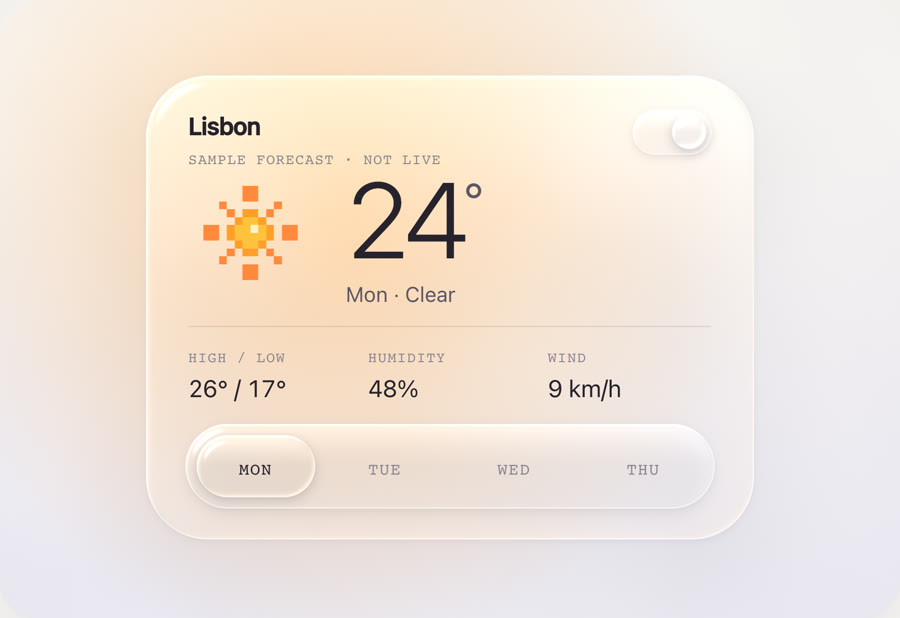 Lisbon
SAMPLE FORECAST · NOT LIVE
24°
Mon · Clear
HIGH / LOW HUMIDITY WIND
26° / 17° 48% 9 km/h
MON TUE WED THU